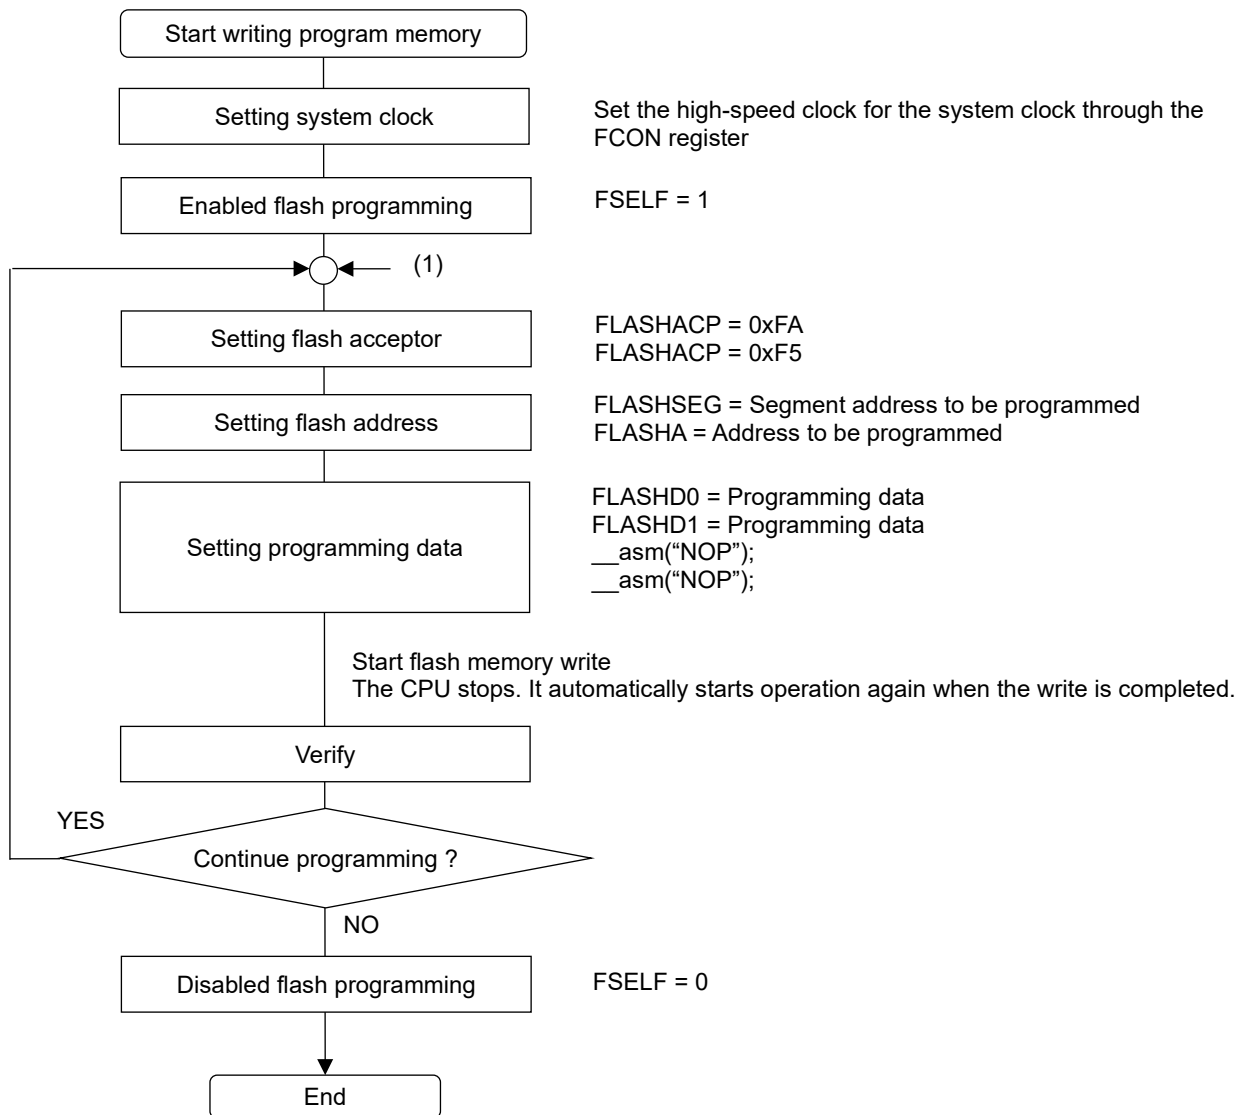 Start writing program memory
Setting system clock
Set the high-speed clock for the system clock through the
FCON register
Enabled flash programming
FSELF = 1
(1)
Setting flash acceptor
FLASHACP = 0xFA
FLASHACP = 0xF5
Setting flash address
FLASHSEG = Segment address to be programmed
FLASHA = Address to be programmed
Setting programming data
FLASHD0 = Programming data
FLASHD1 = Programming data
__asm(“NOP”);
__asm(“NOP”);
Start flash memory write
The CPU stops. It automatically starts operation again when the write is completed.
Verify
YES
Continue programming ?
NO
Disabled flash programming
FSELF = 0
End